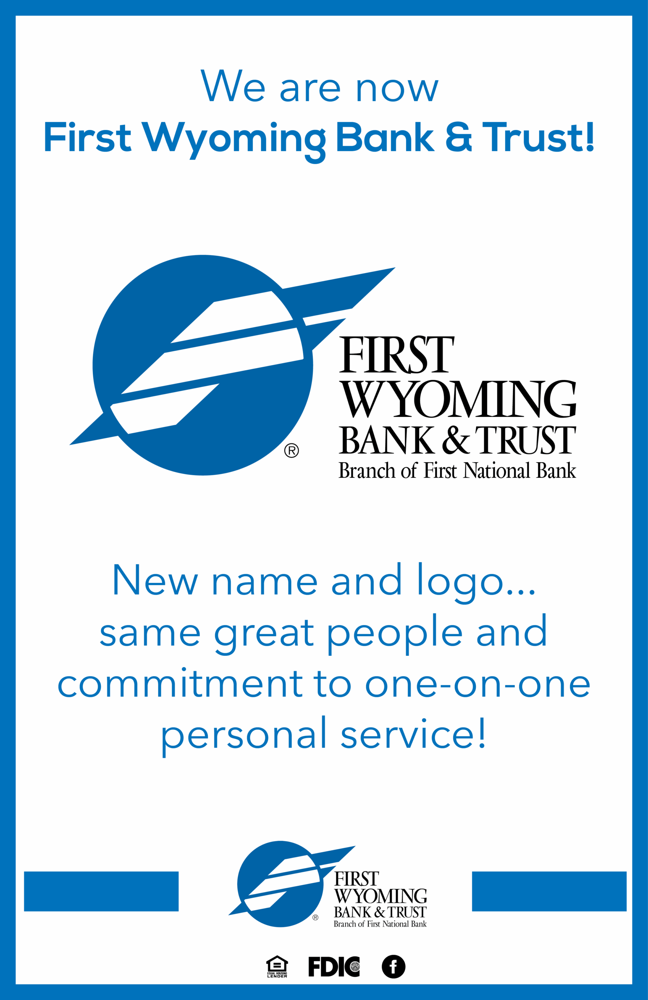 We are now
First Wyoming Bank & Trust!
FIRST
WYOMING
BANK & TRUST
®
Branch of First National Bank
New name and logo...
same great people and
commitment to one-on-one
personal service!
FIRST
WYOMING
BANK & TRUST
®
Branch of First National Bank
EQUAL HOUSING
LENDER
FDIC
f